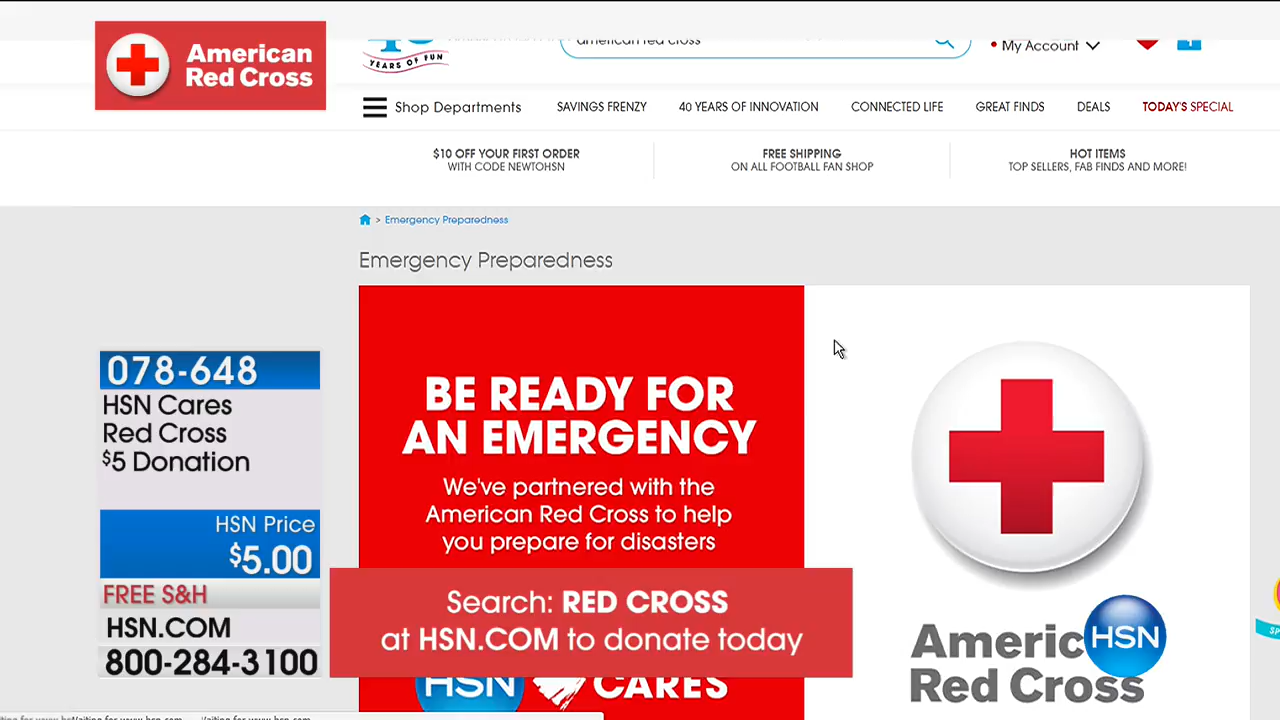 American
Red Cross
YEARS OF FUN
american red cross
My Account
Shop Departments
SAVINGS FRENZY
40 YEARS OF INNOVATION
CONNECTED LIFE
GREAT FINDS
DEALS
TODAY'S SPECIAL
$10 OFF YOUR FIRST ORDER
WITH CODE NEWTOHSN
FREE SHIPPING
ON ALL FOOTBALL FAN SHOP
HOT ITEMS
TOP SELLERS, FAB FINDS AND MORE!
> Emergency Preparedness
Emergency Preparedness
BE READY FOR
AN EMERGENCY
We've partnered with the
American Red Cross to help
you prepare for disasters
078-648
HSN Cares
Red Cross
$5 Donation
HSN Price
$5.00
FREE S&H
HSN.COM
800-284-3100
Search: RED CROSS
at HSN.COM to donate today
HSN CARES
Americ
Red Cross
HSN